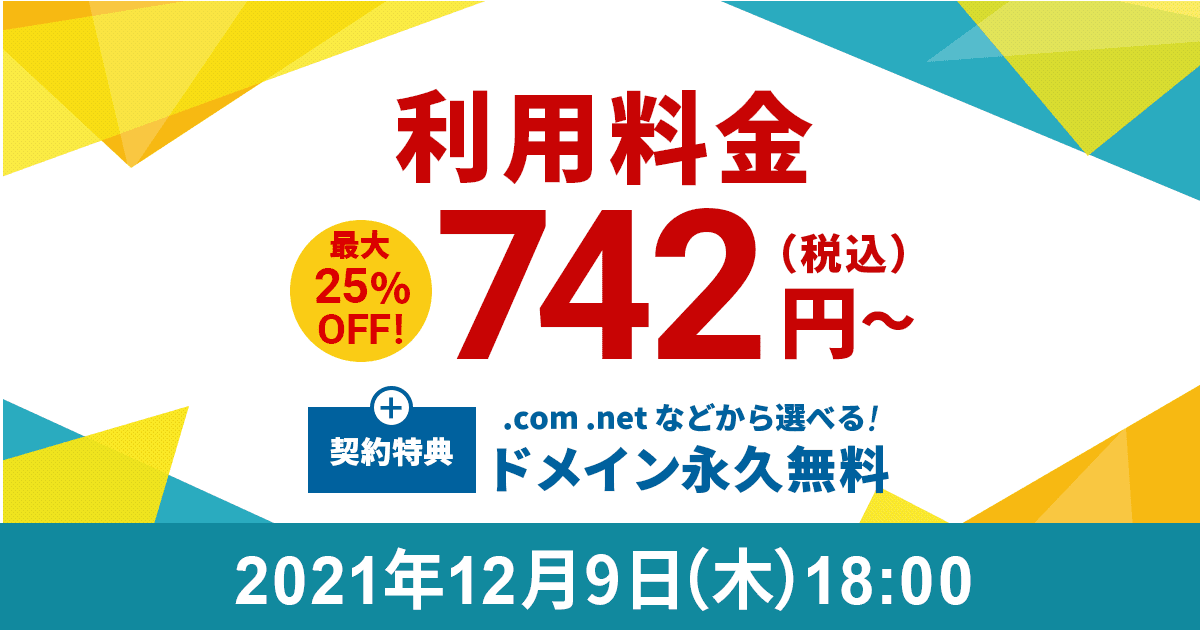 利用料金
最大
25%
OFF!
742
(税込)
円～
+
契約特典
.com .net などから選べる!
ドメイン永久無料
2021年12月9日(木)18:00